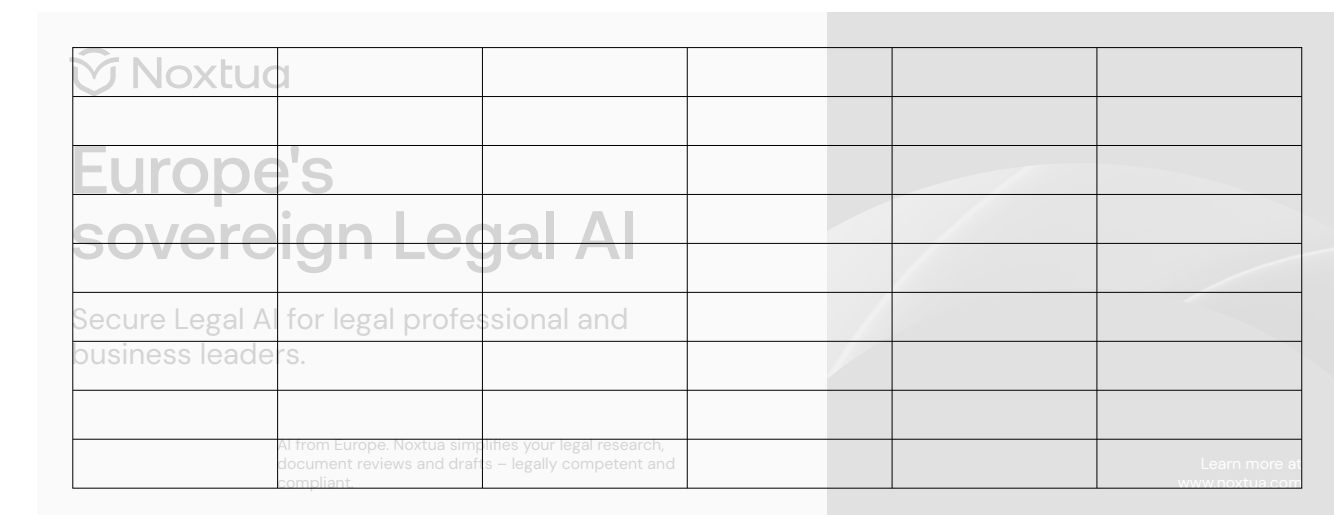 Noxtua
Europe's
sovereign Legal AI
Secure Legal AI for legal professional and
business leaders.
AI from Europe. Noxtua simplifies your legal research,
document reviews and drafts – legally competent and
compliant.
Learn more at
www.noxtua.com